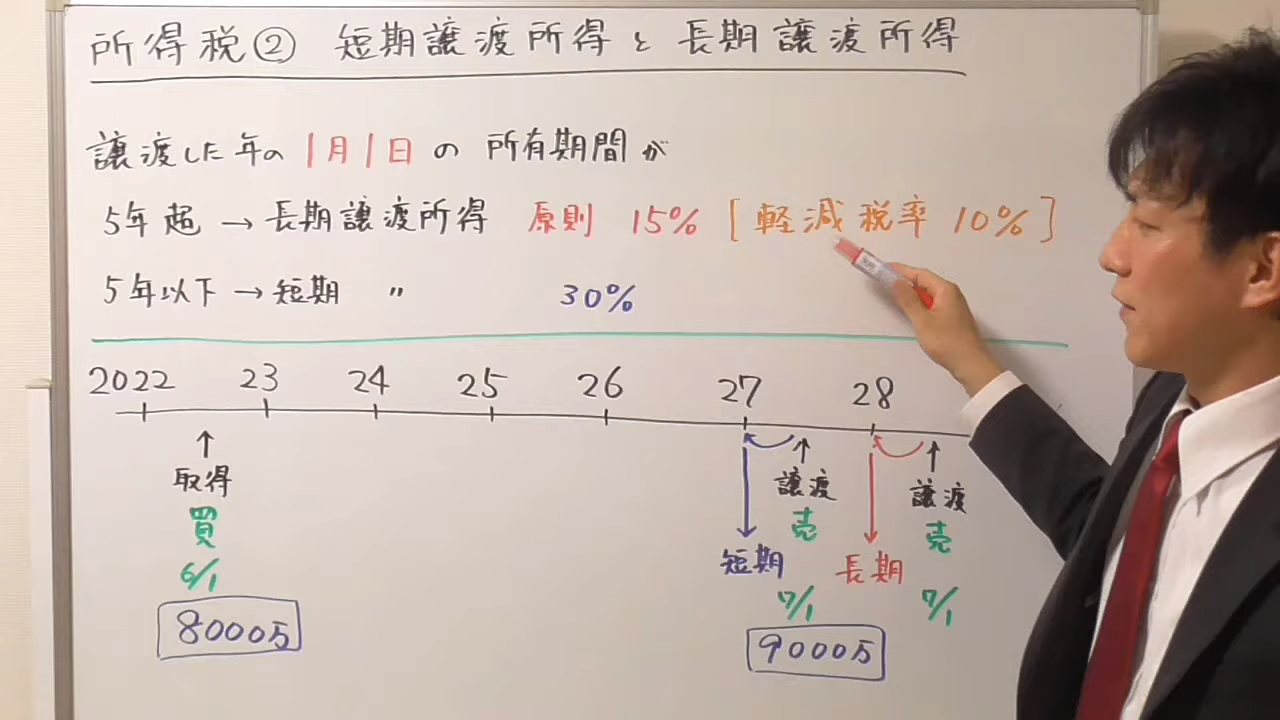 所得税② 短期譲渡所得と長期譲渡所得
譲渡した年の1月1日の所有期間が
5年超→長期譲渡所得 原則 15% [軽減税率 10%]
5年以下→短期 〃 30%
2022 23 24 25 26 27 28
↑ ↑ ↑
取得 譲渡 譲渡
買 売 売
短期 長期
6/1 7/1 7/1
8000万 9000万